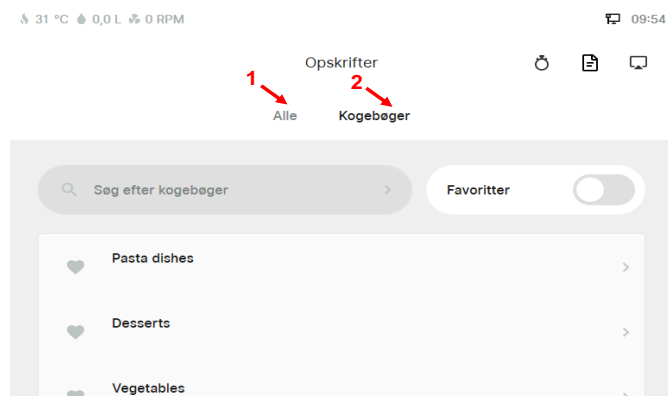 31 °C 0,0 L 0 RPM 09:54
Opskrifter
1 2
Alle Kogebøger
Søg efter kogebøger Favoritter
Pasta dishes
Desserts
Vegetables